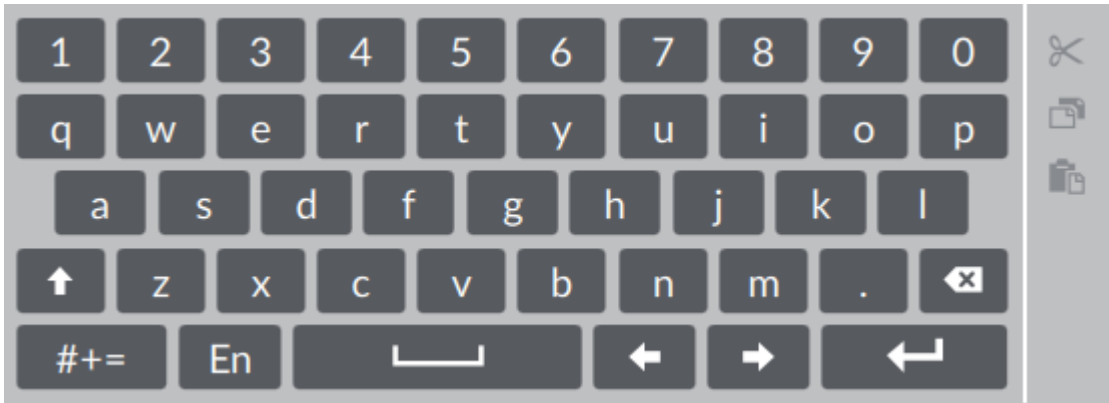 1 2 3 4 5 6 7 8 9 0
q w e r t y u i o p
a s d f g h j k l
z x c v b n m .
#+= En